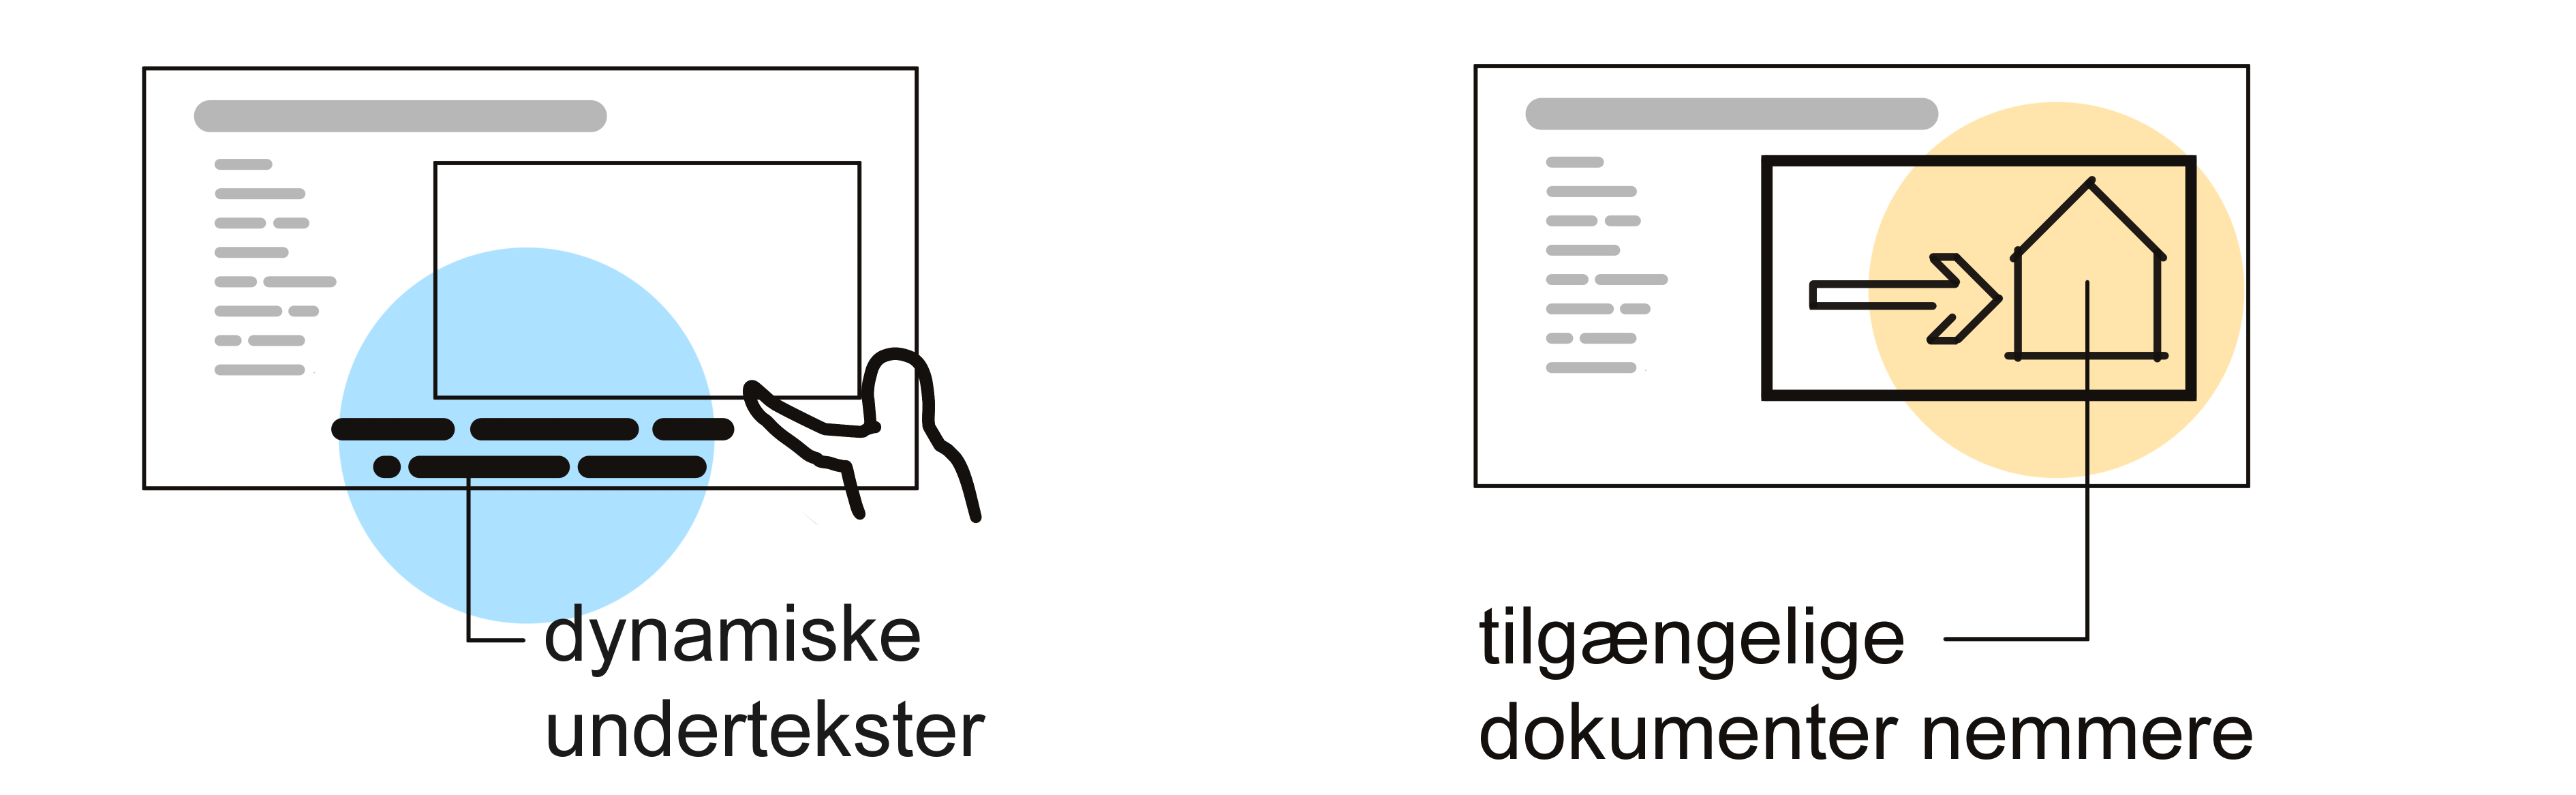 dynamiske
undertekster
tilgængelige
dokumenter nemmere